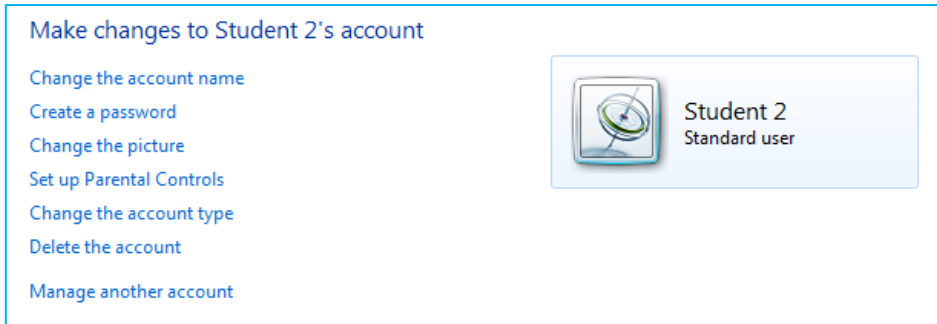 Make changes to Student 2's account
Change the account name
Create a password
Change the picture
Set up Parental Controls
Change the account type
Delete the account
Manage another account
Student 2
Standard user